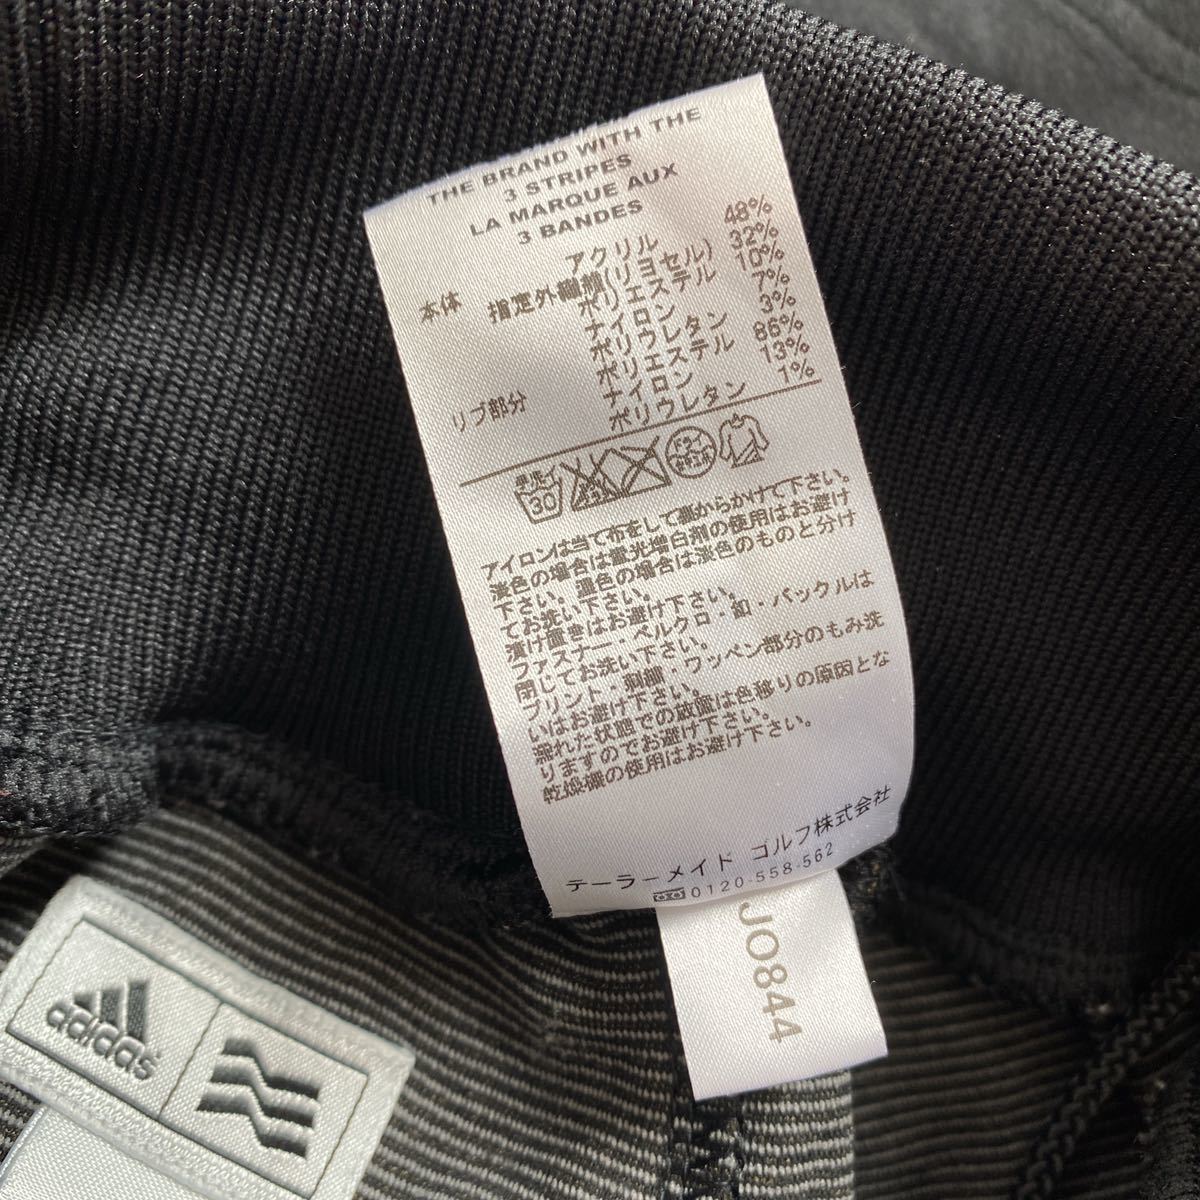 THE BRAND WITH THE
3 STRIPES
LA MARQUE AUX
3 BANDES
本体 アクリル 48%
指定外繊維(リヨセル) 32%
ポリエステル 10%
ナイロン 7%
ポリウレタン 3%
リブ部分 ポリエステル 86%
ナイロン 13%
ポリウレタン 1%
手洗イ 30
ドライ
アイロンは当て布をして裏からかけて下さい。
淡色の場合は蛍光増白剤の使用はお避け
下さい。濃色の場合は淡色のものと分け
てお洗い下さい。
漬け置きはお避け下さい。
ファスナー・ベルクロ・釦・バックルは
閉じてお洗い下さい。
プリント・刺繍・ワッペン部分のもみ洗
いはお避け下さい。
濡れた状態での放置は色移りの原因とな
りますのでお避け下さい。
乾燥機の使用はお避け下さい。
テーラーメイド ゴルフ株式会社
0120-558-562
JO844
adidas